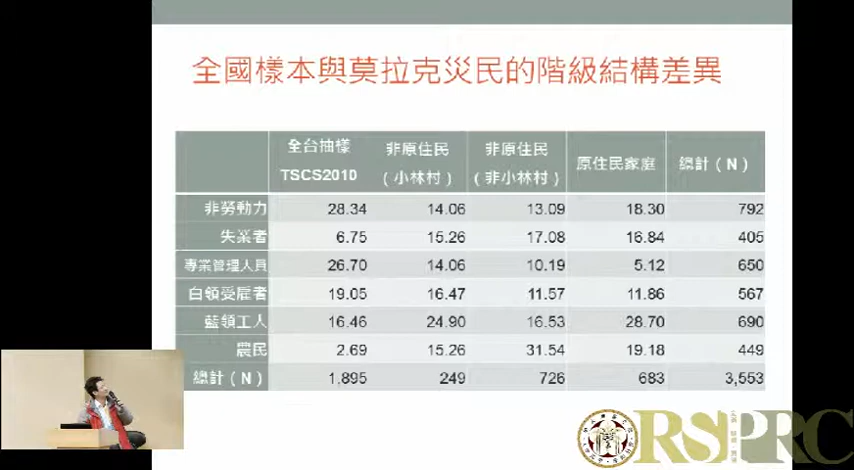 全國樣本與莫拉克災民的階級結構差異
全台抽樣 TSCS2010 非原住民（小林村） 非原住民（非小林村） 原住民家庭 總計（N）
非勞動力 28.34 14.06 13.09 18.30 792
失業者 6.75 15.26 17.08 16.84 405
專業管理人員 26.70 14.06 10.19 5.12 650
白領受雇者 19.05 16.47 11.57 11.86 567
藍領工人 16.46 24.90 16.53 28.70 690
農民 2.69 15.26 31.54 19.18 449
總計（N） 1,895 249 726 683 3,553
RSPRC